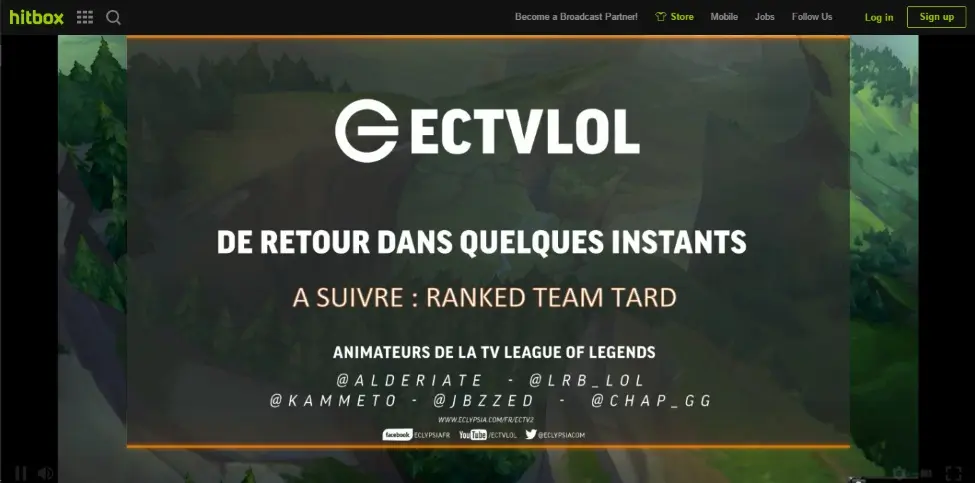 hitbox
Become a Broadcast Partner! Store Mobile Jobs Follow Us Log in Sign up
ECTVLOL
DE RETOUR DANS QUELQUES INSTANTS
A SUIVRE : RANKED TEAM TARD
ANIMATEURS DE LA TV LEAGUE OF LEGENDS
@ALDERIATE - @LRB_LOL
@KAMMETO - @JBZZED - @CHAP_GG
WWW.ECLYPSIA.COM/FR/ECTV2
facebook ECLYPSIAFR YouTube /ECTVLOL @ECLYPSIACOM